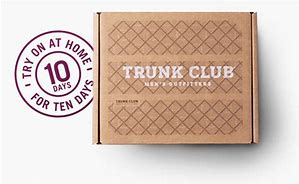 TRY ON AT HOME
10
DAYS
FOR TEN DAYS
TRUNK CLUB
MEN'S OUTFITTERS
TRUNK CLUB